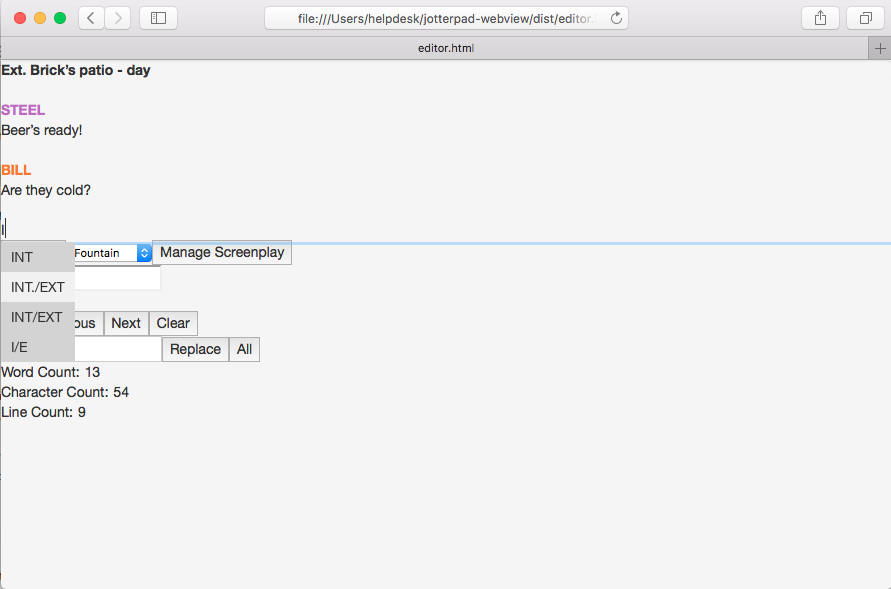 file:///Users/helpdesk/jotterpad-webview/dist/editor.
editor.html
Ext. Brick’s patio - day
STEEL
Beer’s ready!
BILL
Are they cold?
I
INT
Fountain
Manage Screenplay
INT./EXT
INT/EXT
ous
Next
Clear
I/E
Replace
All
Word Count: 13
Character Count: 54
Line Count: 9